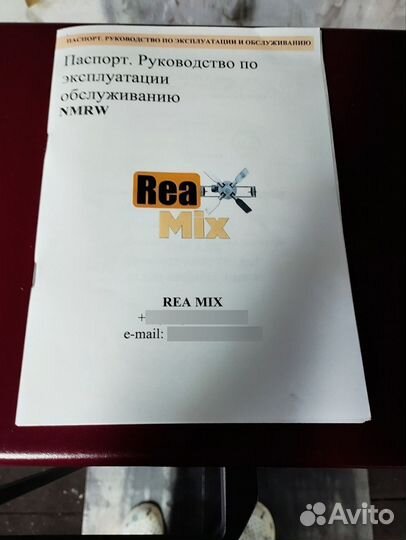 ПАСПОРТ. РУКОВОДСТВО ПО ЭКСПЛУАТАЦИИ И ОБСЛУЖИВАНИЮ
Паспорт. Руководство по
эксплуатации
обслуживанию
NMRW
Rea
Mix
REA MIX
+
e-mail:
Avito